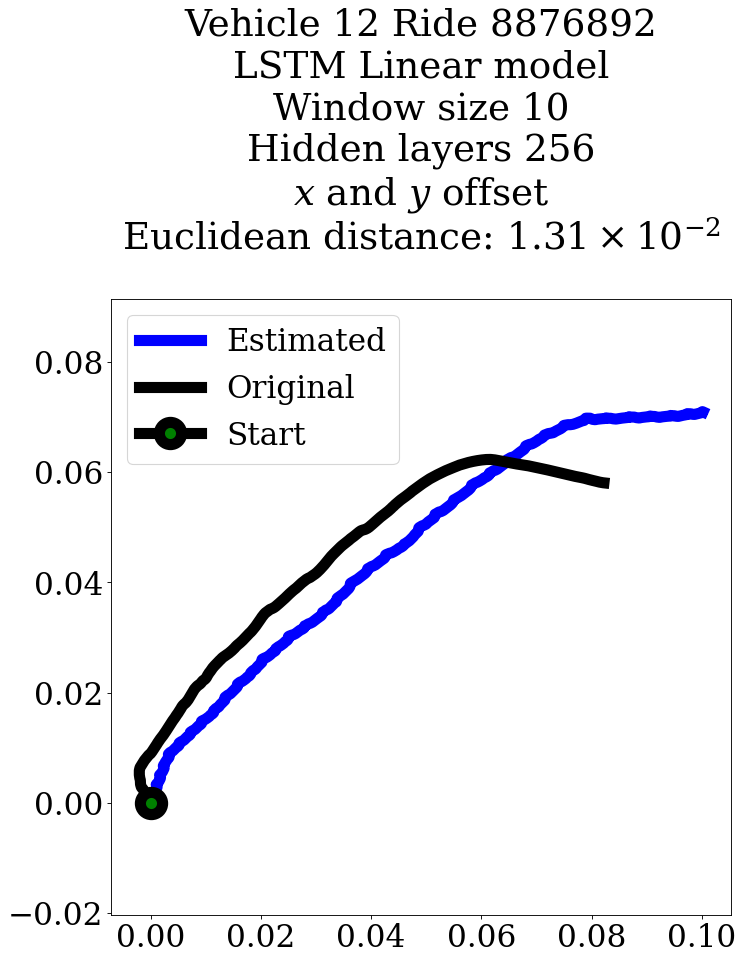 Vehicle 12 Ride 8876892
LSTM Linear model
Window size 10
Hidden layers 256
x and y offset
Euclidean distance: 1.31 × 10⁻²
Estimated
Original
Start
0.08
0.06
0.04
0.02
0.00
−0.02
0.00 0.02 0.04 0.06 0.08 0.10